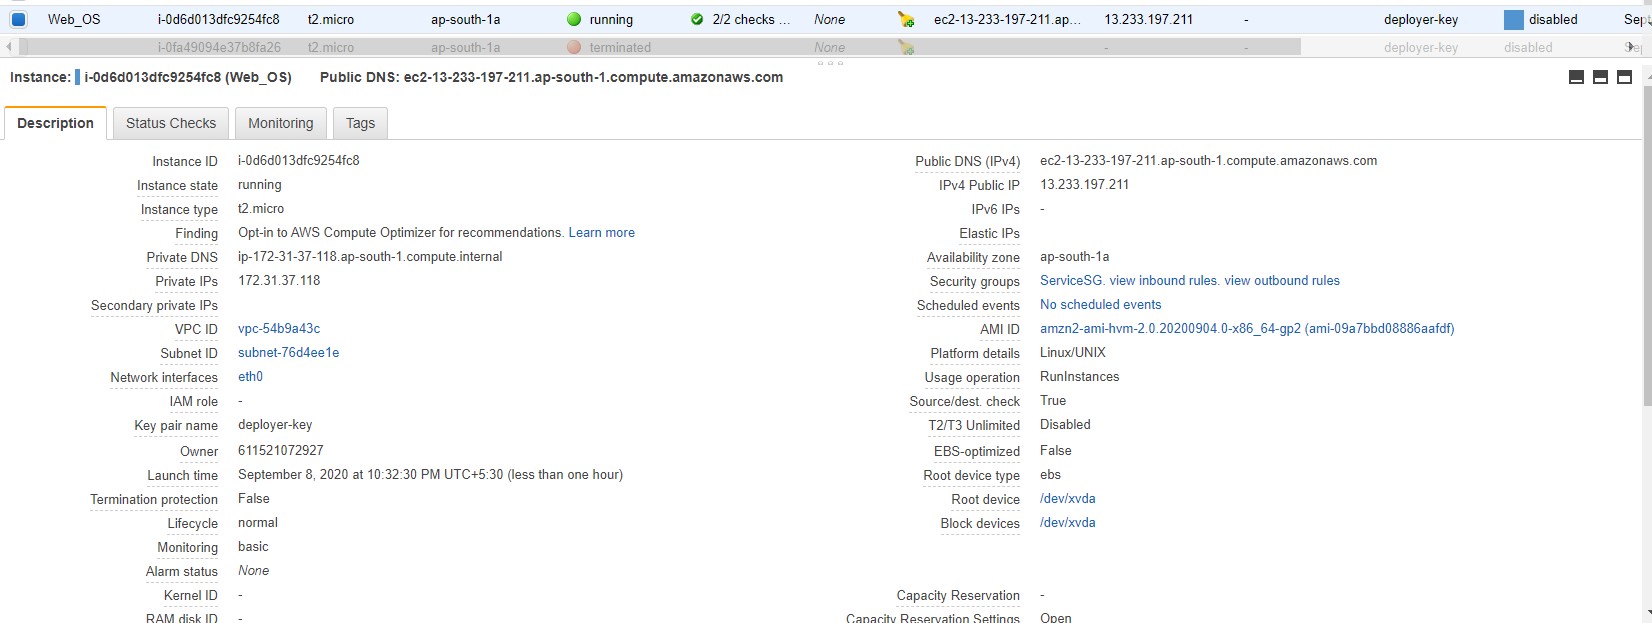 Web_OS i-0d6d013dfc9254fc8 t2.micro ap-south-1a running 2/2 checks ... None ec2-13-233-197-211.ap... 13.233.197.211 - deployer-key disabled Sep
i-0fa49094e37b8fa26 t2.micro ap-south-1a terminated None - - deployer-key disabled
Instance: i-0d6d013dfc9254fc8 (Web_OS) Public DNS: ec2-13-233-197-211.ap-south-1.compute.amazonaws.com
Description Status Checks Monitoring Tags
Instance ID i-0d6d013dfc9254fc8
Instance state running
Instance type t2.micro
Finding Opt-in to AWS Compute Optimizer for recommendations. Learn more
Private DNS ip-172-31-37-118.ap-south-1.compute.internal
Private IPs 172.31.37.118
Secondary private IPs
VPC ID vpc-54b9a43c
Subnet ID subnet-76d4ee1e
Network interfaces eth0
IAM role -
Key pair name deployer-key
Owner 611521072927
Launch time September 8, 2020 at 10:32:30 PM UTC+5:30 (less than one hour)
Termination protection False
Lifecycle normal
Monitoring basic
Alarm status None
Kernel ID -
RAM disk ID -
Public DNS (IPv4) ec2-13-233-197-211.ap-south-1.compute.amazonaws.com
IPv4 Public IP 13.233.197.211
IPv6 IPs -
Elastic IPs
Availability zone ap-south-1a
Security groups ServiceSG. view inbound rules. view outbound rules
Scheduled events No scheduled events
AMI ID amzn2-ami-hvm-2.0.20200904.0-x86_64-gp2 (ami-09a7bbd08886aafdf)
Platform details Linux/UNIX
Usage operation RunInstances
Source/dest. check True
T2/T3 Unlimited Disabled
EBS-optimized False
Root device type ebs
Root device /dev/xvda
Block devices /dev/xvda
Capacity Reservation -
Capacity Reservation Settings Open